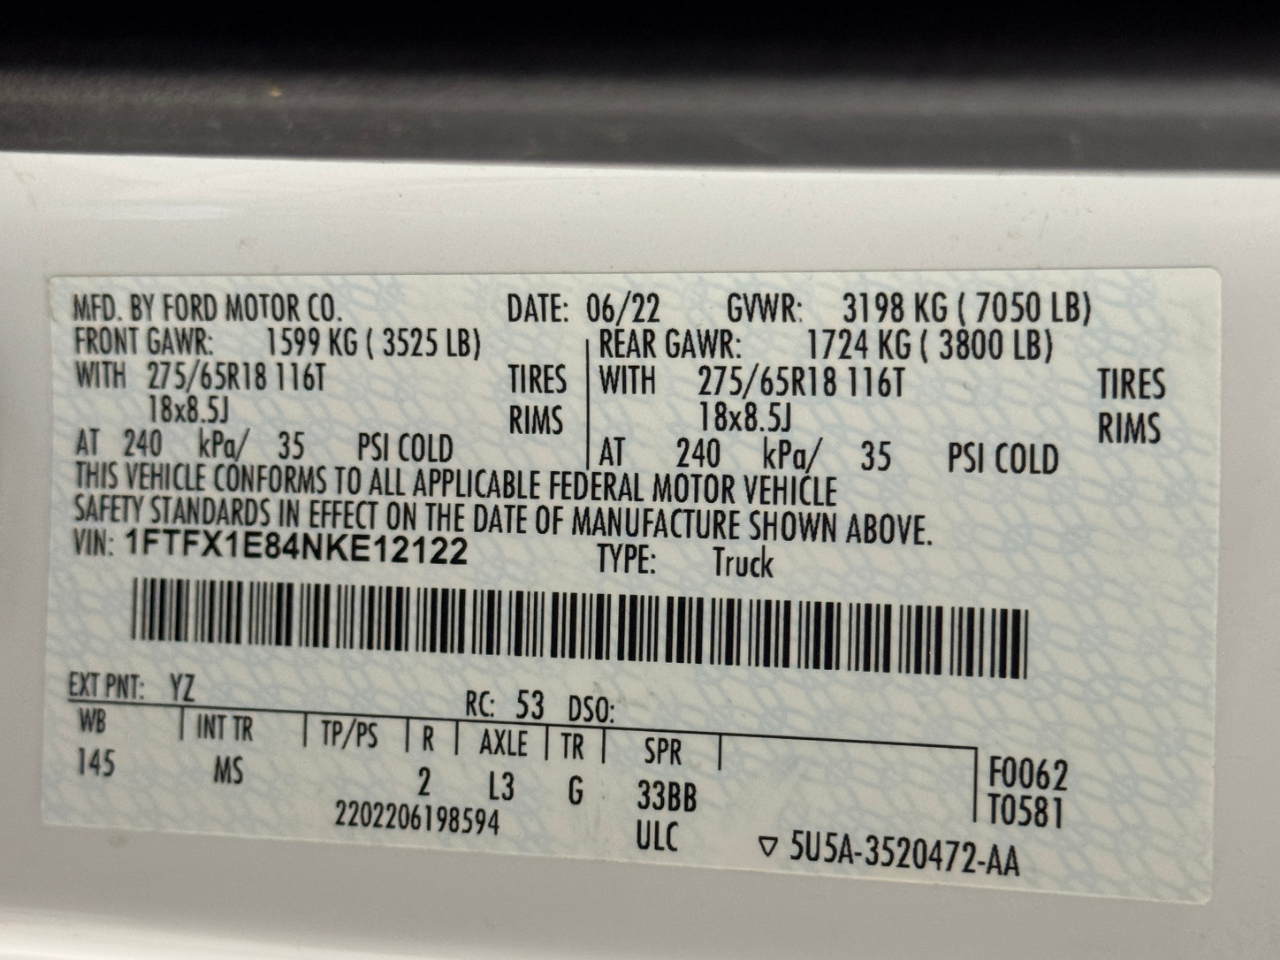 MFD. BY FORD MOTOR CO. DATE: 06/22 GVWR: 3198 KG ( 7050 LB)
FRONT GAWR: 1599 KG ( 3525 LB) REAR GAWR: 1724 KG ( 3800 LB)
WITH 275/65R18 116T TIRES WITH 275/65R18 116T TIRES
18x8.5J RIMS 18x8.5J RIMS
AT 240 kPa/ 35 PSI COLD AT 240 kPa/ 35 PSI COLD
THIS VEHICLE CONFORMS TO ALL APPLICABLE FEDERAL MOTOR VEHICLE
SAFETY STANDARDS IN EFFECT ON THE DATE OF MANUFACTURE SHOWN ABOVE.
VIN: 1FTFX1E84NKE12122 TYPE: Truck
EXT PNT: YZ RC: 53 DSO:
WB INT TR TP/PS R AXLE TR SPR
145 MS 2 L3 G 33BB F0062
T0581
2202206198594 ULC ▽ 5U5A-3520472-AA